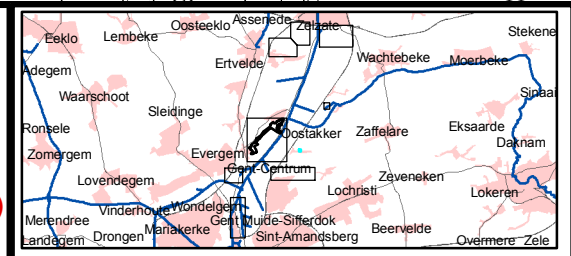 Assenede
Oosteeklo
Zelzate
Stekene
Eeklo
Lembeke
Wachtebeke
Moerbeke
Ertvelde
Adegem
Waarschoot
Sinaai
Sleidinge
Ronsele
Oostakker
Zaffelare
Eksaarde
Daknam
Zomergem
Evergem
Gent-Centrum
Zeveneken
Lovendegem
Lochristi
Lokeren
Vinderhoute
Wondelgem
Merendree
Gent
Muide-Sifferdok
Mariakerke
Beervelde
Landegem
Drongen
Sint-Amandsberg
Overmere
Zele